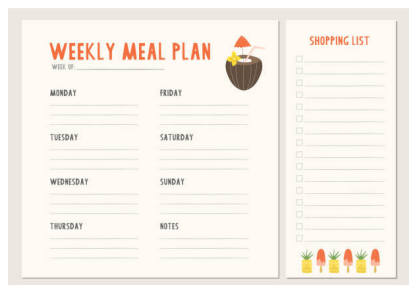 WEEKLY MEAL PLAN
WEEK OF
MONDAY
TUESDAY
WEDNESDAY
THURSDAY
FRIDAY
SATURDAY
SUNDAY
NOTES
SHOPPING LIST